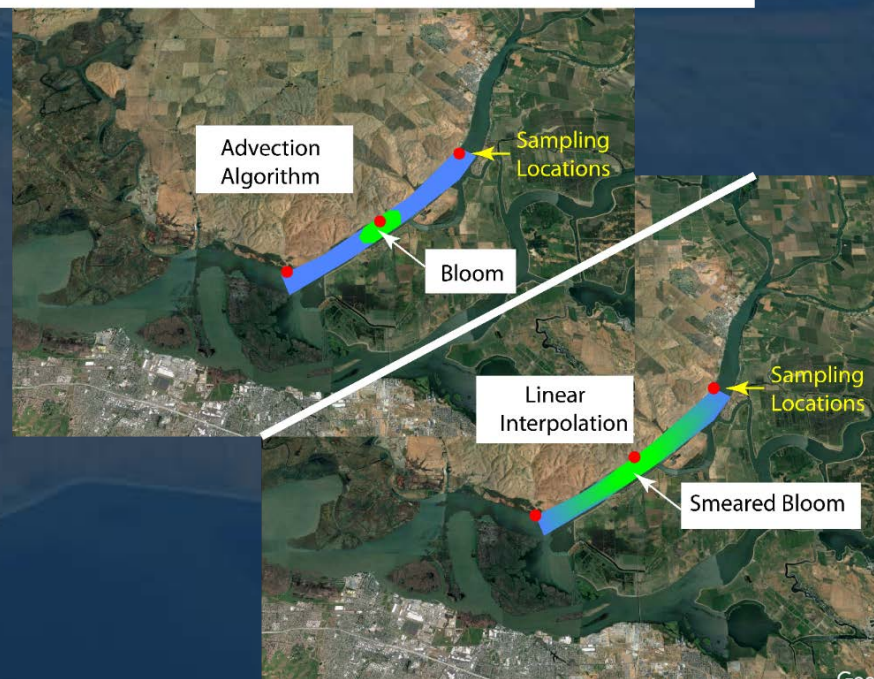 Advection
Algorithm
Sampling
Locations
Bloom
Linear
Interpolation
Sampling
Locations
Smeared Bloom